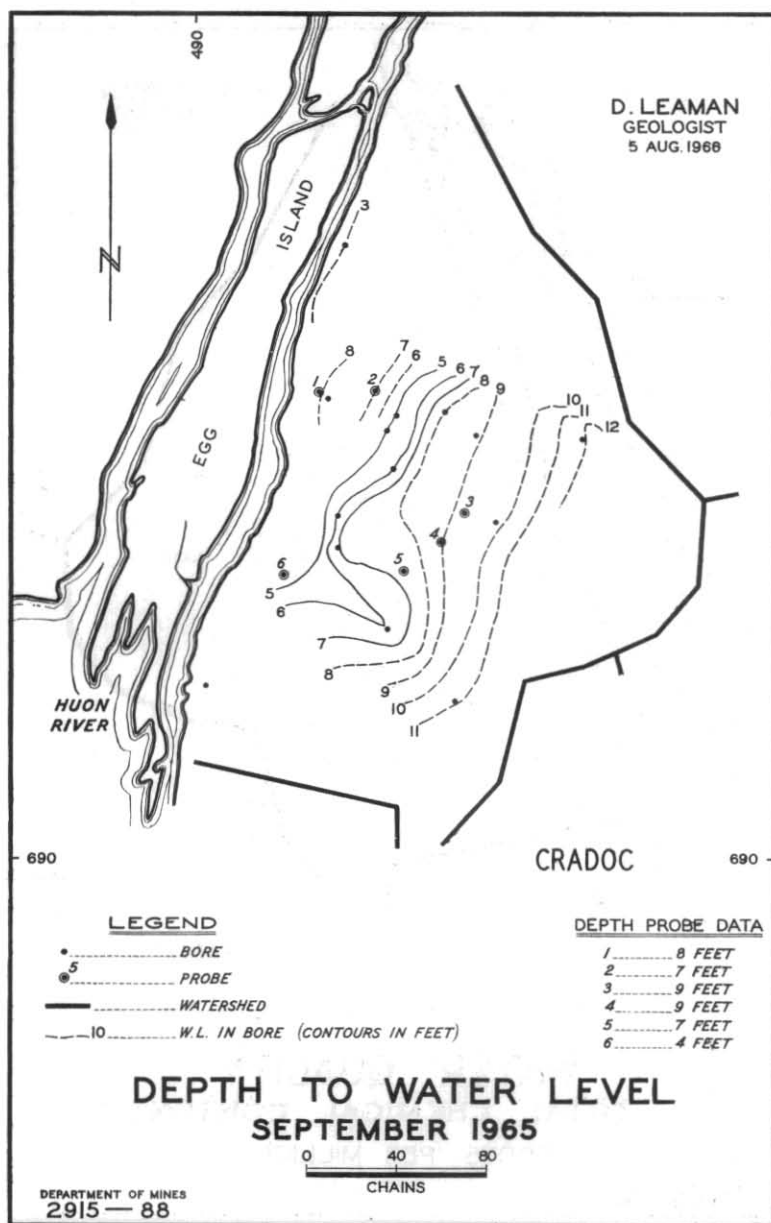 490
D. LEAMAN
GEOLOGIST
5 AUG. 1968
N
ISLAND
EGG
3
8
7
6
5
6
7
8
9
10
11
12
1
2
3
4
5
6
5
6
7
8
9
10
11
HUON
RIVER
690
CRADOC
690
LEGEND
BORE
5 PROBE
WATERSHED
10 W.L. IN BORE (CONTOURS IN FEET)
DEPTH PROBE DATA
1 8 FEET
2 7 FEET
3 9 FEET
4 9 FEET
5 7 FEET
6 4 FEET
DEPTH TO WATER LEVEL
SEPTEMBER 1965
0 40 80
CHAINS
DEPARTMENT OF MINES
2915 — 88